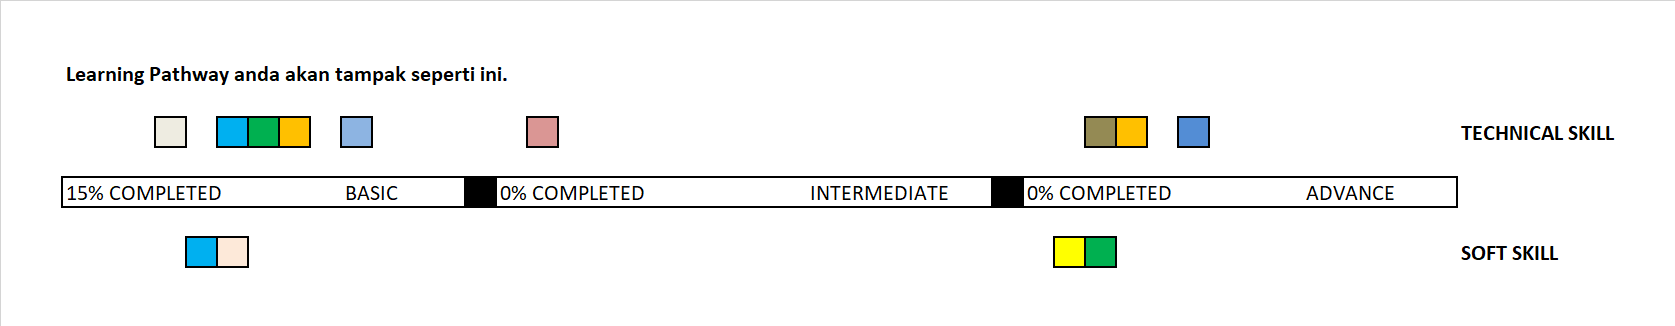 Learning Pathway anda akan tampak seperti ini.
TECHNICAL SKILL
15% COMPLETED BASIC 0% COMPLETED INTERMEDIATE 0% COMPLETED ADVANCE
SOFT SKILL